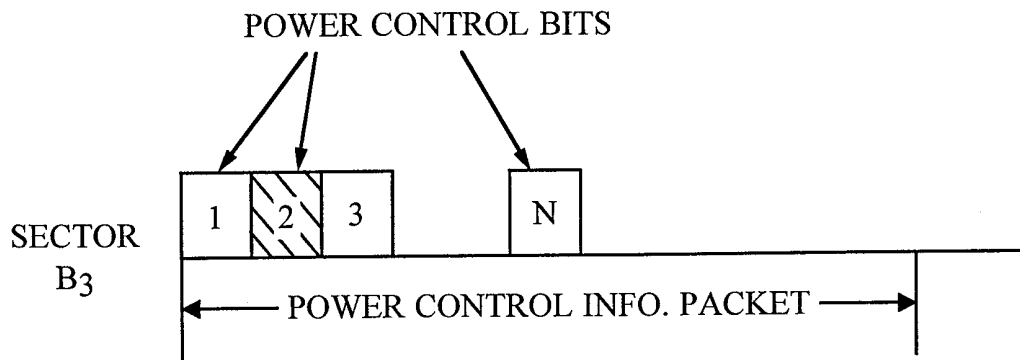 POWER CONTROL BITS
1 2 3 N
SECTOR
B3
POWER CONTROL INFO. PACKET